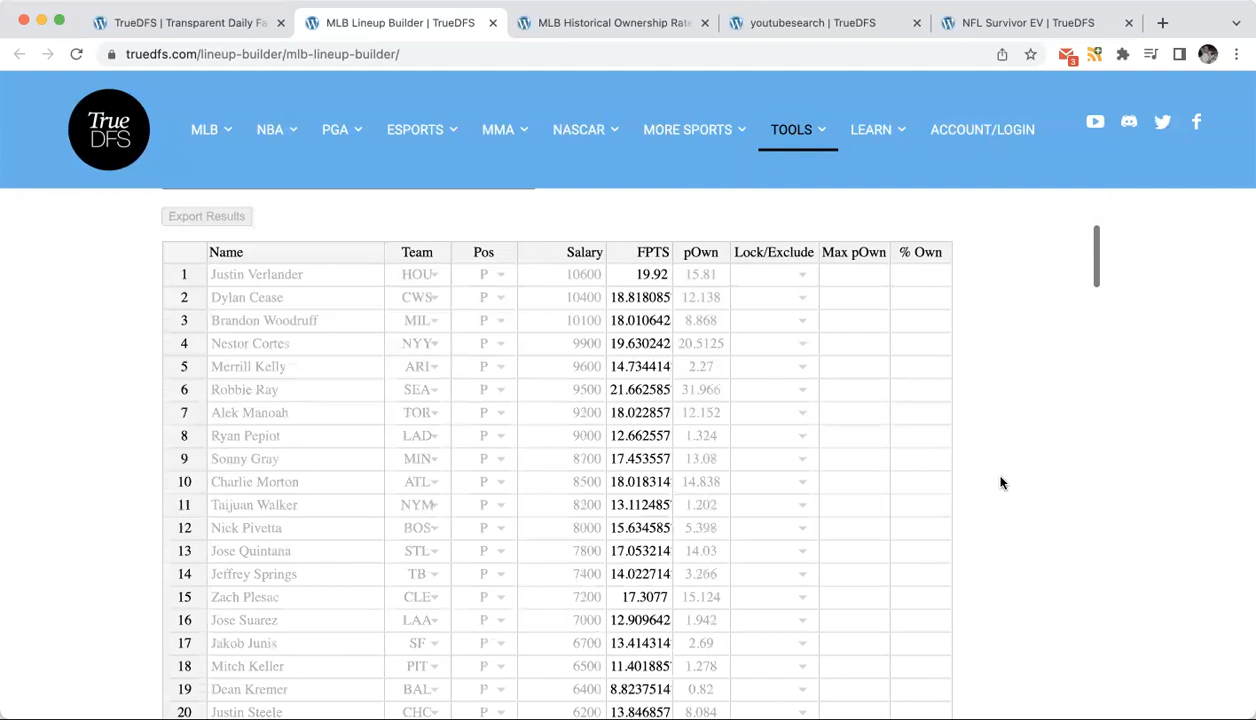 TrueDFS | Transparent Daily Fa
MLB Lineup Builder | TrueDFS
MLB Historical Ownership Rate
youtubesearch | TrueDFS
NFL Survivor EV | TrueDFS
truedfs.com/lineup-builder/mlb-lineup-builder/
3
True
DFS
MLB NBA PGA ESPORTS MMA NASCAR MORE SPORTS TOOLS LEARN ACCOUNT/LOGIN
Export Results
Name Team Pos Salary FPTS pOwn Lock/Exclude Max pOwn % Own
1 Justin Verlander HOU P 10600 19.92 15.81
2 Dylan Cease CWS P 10400 18.818085 12.138
3 Brandon Woodruff MIL P 10100 18.010642 8.868
4 Nestor Cortes NYY P 9900 19.630242 20.5125
5 Merrill Kelly ARI P 9600 14.734414 2.27
6 Robbie Ray SEA P 9500 21.662585 31.966
7 Alek Manoah TOR P 9200 18.022857 12.152
8 Ryan Pepiot LAD P 9000 12.662557 1.324
9 Sonny Gray MIN P 8700 17.453557 13.08
10 Charlie Morton ATL P 8500 18.018314 14.838
11 Taijuan Walker NYM P 8200 13.112485 1.202
12 Nick Pivetta BOS P 8000 15.634585 5.398
13 Jose Quintana STL P 7800 17.053214 14.03
14 Jeffrey Springs TB P 7400 14.022714 3.266
15 Zach Plesac CLE P 7200 17.3077 15.124
16 Jose Suarez LAA P 7000 12.909642 1.942
17 Jakob Junis SF P 6700 13.414314 2.69
18 Mitch Keller PIT P 6500 11.401885 1.278
19 Dean Kremer BAL P 6400 8.8237514 0.82
20 Justin Steele CHC P 6200 13.846857 8.084